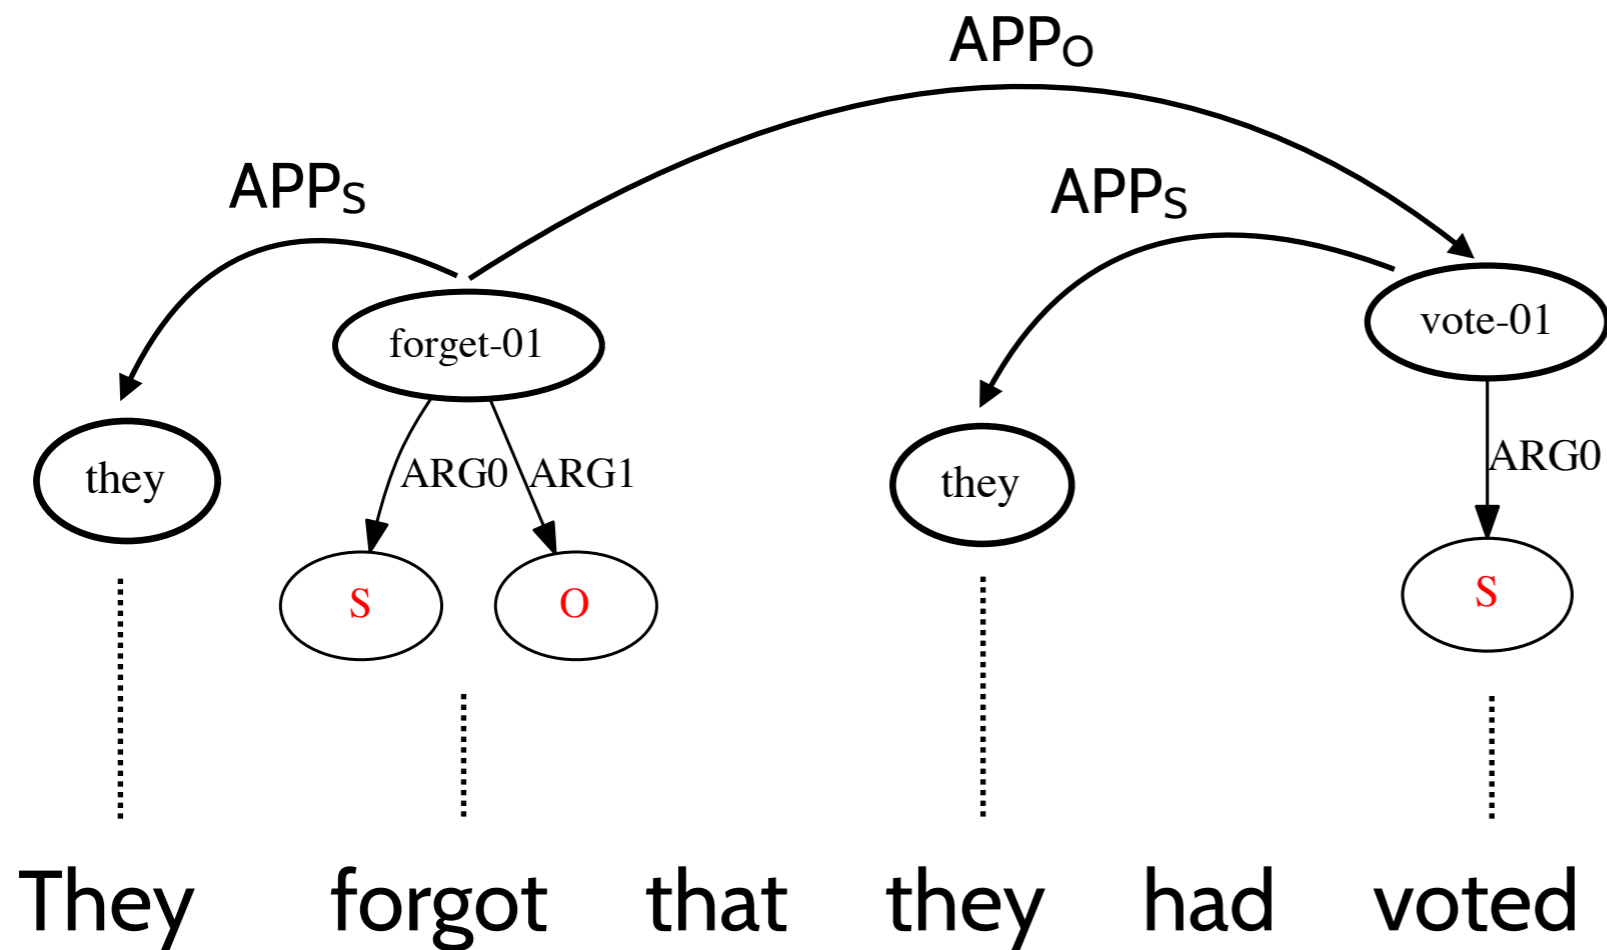 APPO
APPS APPS
forget-01 vote-01
they ARG0 ARG1 they ARG0
S O S
They forgot that they had voted